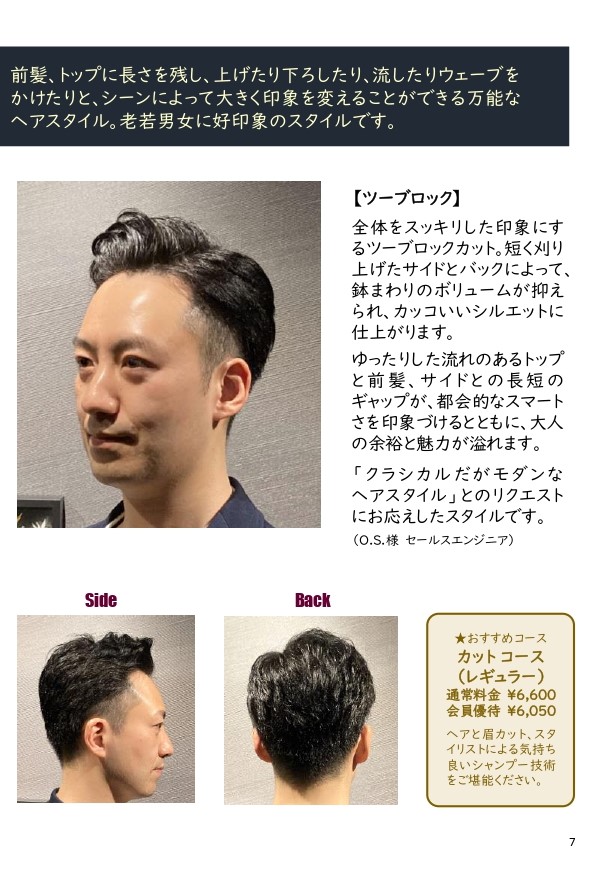 前髪、トップに長さを残し、上げたり下ろしたり、流したりウェーブを
かけたりと、シーンによって大きく印象を変えることができる万能な
ヘアスタイル。老若男女に好印象のスタイルです。
【ツーブロック】
全体をスッキリした印象にす
るツーブロックカット。短く刈り
上げたサイドとバックによって、
鉢まわりのボリュームが抑え
られ、カッコいいシルエットに
仕上がります。
ゆったりした流れのあるトップ
と前髪、サイドとの長短の
ギャップが、都会的なスマート
さを印象づけるとともに、大人
の余裕と魅力が溢れます。
「クラシカルだがモダンな
ヘアスタイル」とのリクエスト
にお応えしたスタイルです。
（O.S.様 セールスエンジニア）
Side
Back
★おすすめコース
カットコース
（レギュラー）
通常料金 ¥6,600
会員優待 ¥6,050
ヘアと眉カット、スタ
イリストによる気持ち
良いシャンプー技術
をご堪能ください。
7